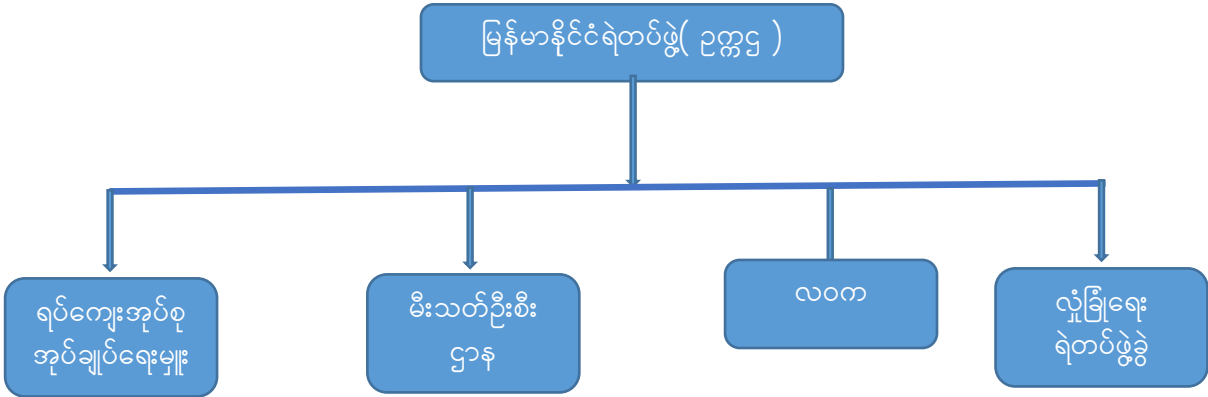 မြန်မာနိုင်ငံရဲတပ်ဖွဲ့( ဥက္ကဌ )
ရပ်ကျေးအုပ်စု
အုပ်ချုပ်ရေးမှူး
မီးသတ်ဦးစီး
ဌာန
လဝက
လုံခြုံရေး
ရဲတပ်ဖွဲ့ခွဲ